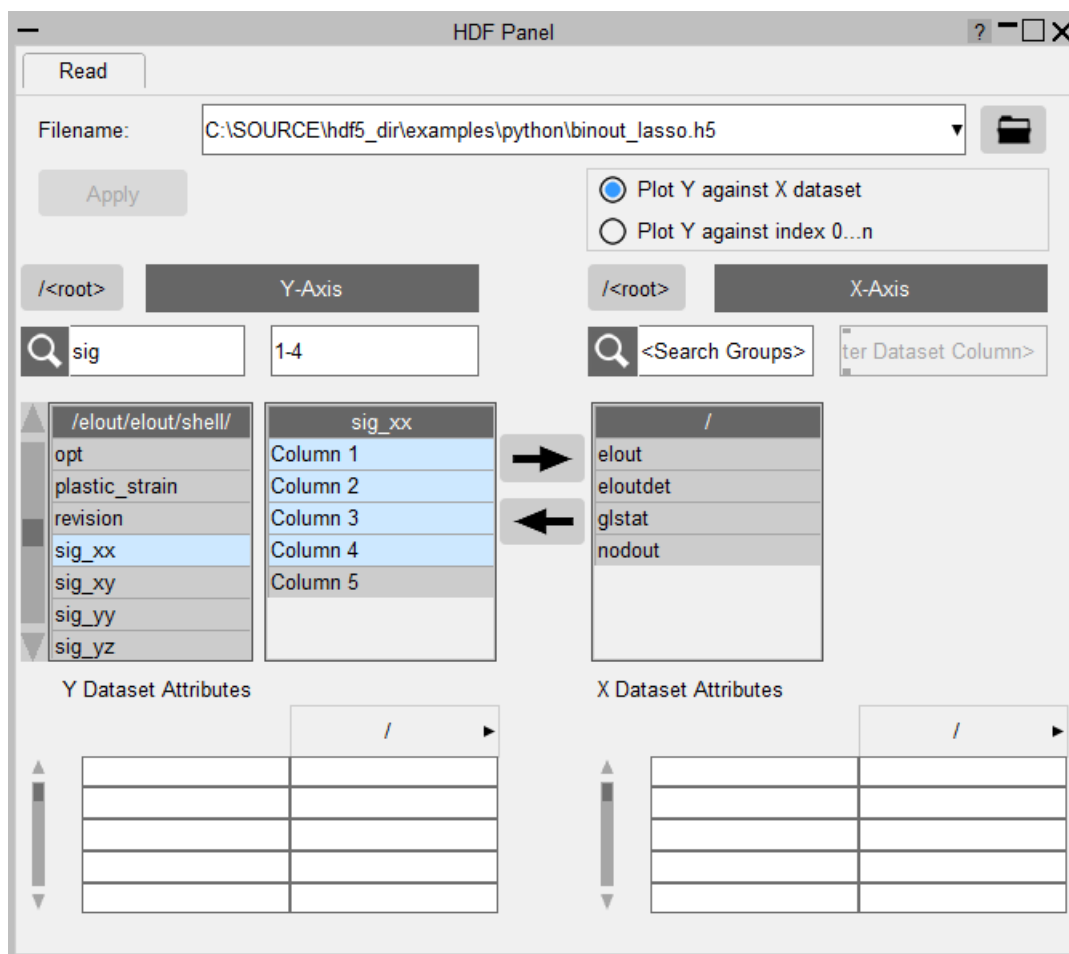 HDF Panel
?
Read
Filename:
C:\SOURCE\hdf5_dir\examples\python\binout_lasso.h5
Apply
Plot Y against X dataset
Plot Y against index 0...n
/<root>
Y-Axis
/<root>
X-Axis
sig
1-4
<Search Groups>
ter Dataset Column>
/elout/elout/shell/
sig_xx
/
opt
Column 1
elout
plastic_strain
Column 2
eloutdet
revision
Column 3
glstat
sig_xx
Column 4
nodout
sig_xy
Column 5
sig_yy
sig_yz
Y Dataset Attributes
X Dataset Attributes
/
/